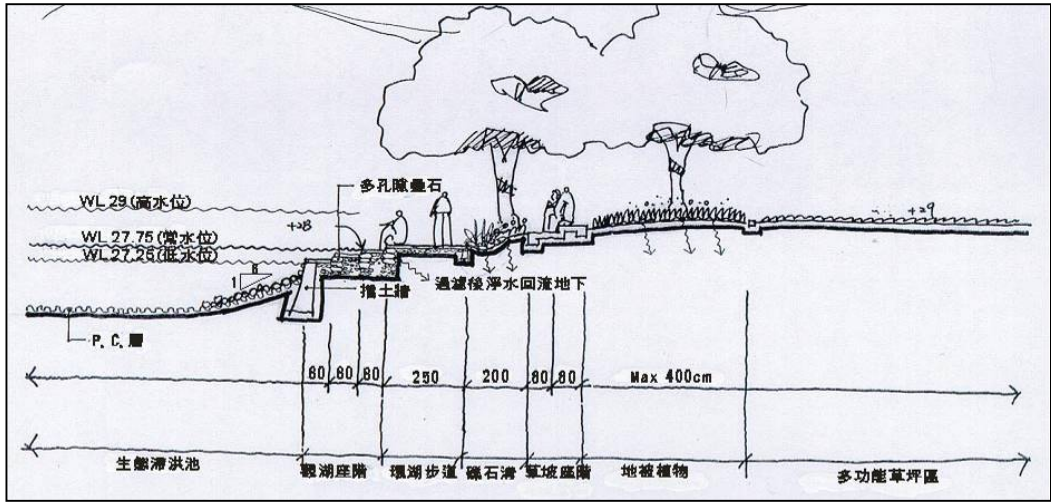 多孔隙疊石
WL 29 (高水位)
+28
+29
WL 27.75 (常水位)
WL 27.25 (低水位)
1
6
擋土牆
過濾後淨水回流地下
P.C.層
60 60 60 250 200 80 80 Max 400cm
生態滯洪池 觀湖座階 環湖步道 礫石溝 草坡座階 地被植物 多功能草坪區